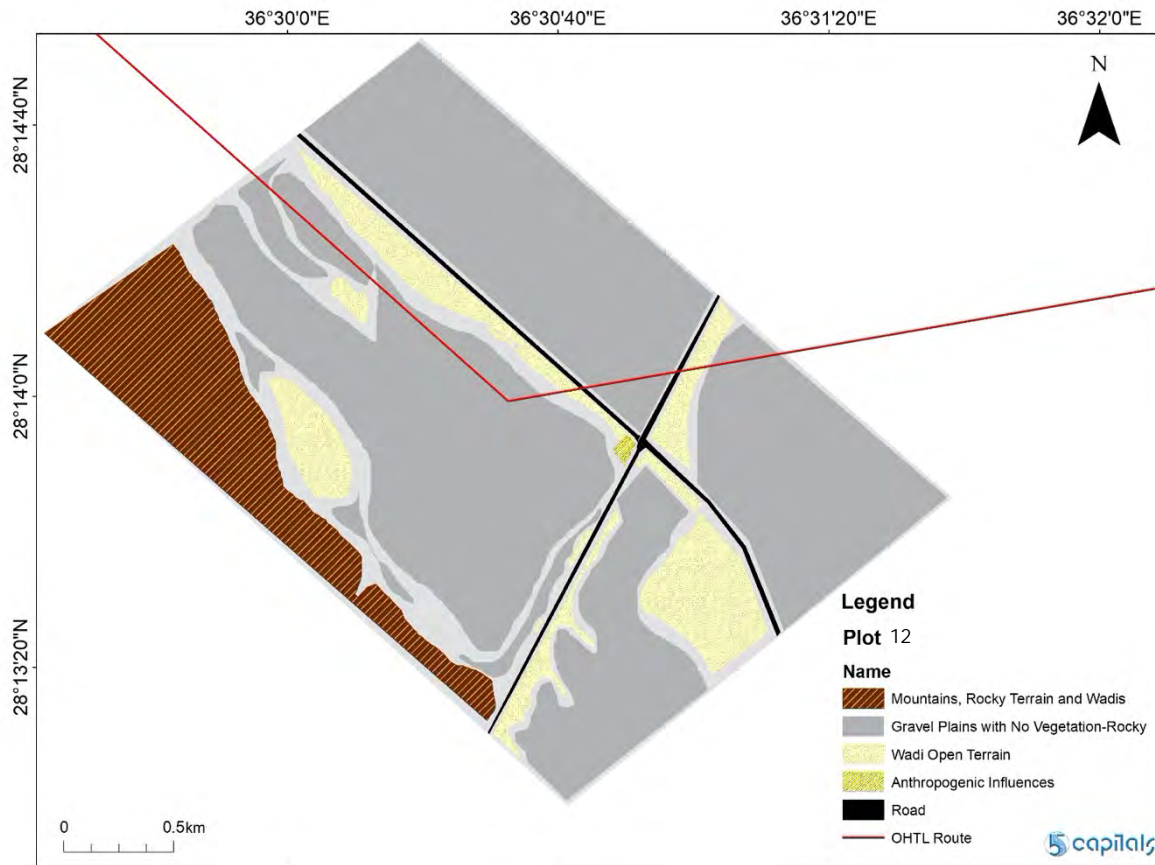 36°30'0"E
36°30'40"E
36°31'20"E
36°32'0"E
28°14'40"N
28°14'0"N
28°13'20"N
N
Legend
Plot 12
Name
Mountains, Rocky Terrain and Wadis
Gravel Plains with No Vegetation-Rocky
Wadi Open Terrain
Anthropogenic Influences
Road
OHTL Route
0 0.5km
5 capitals